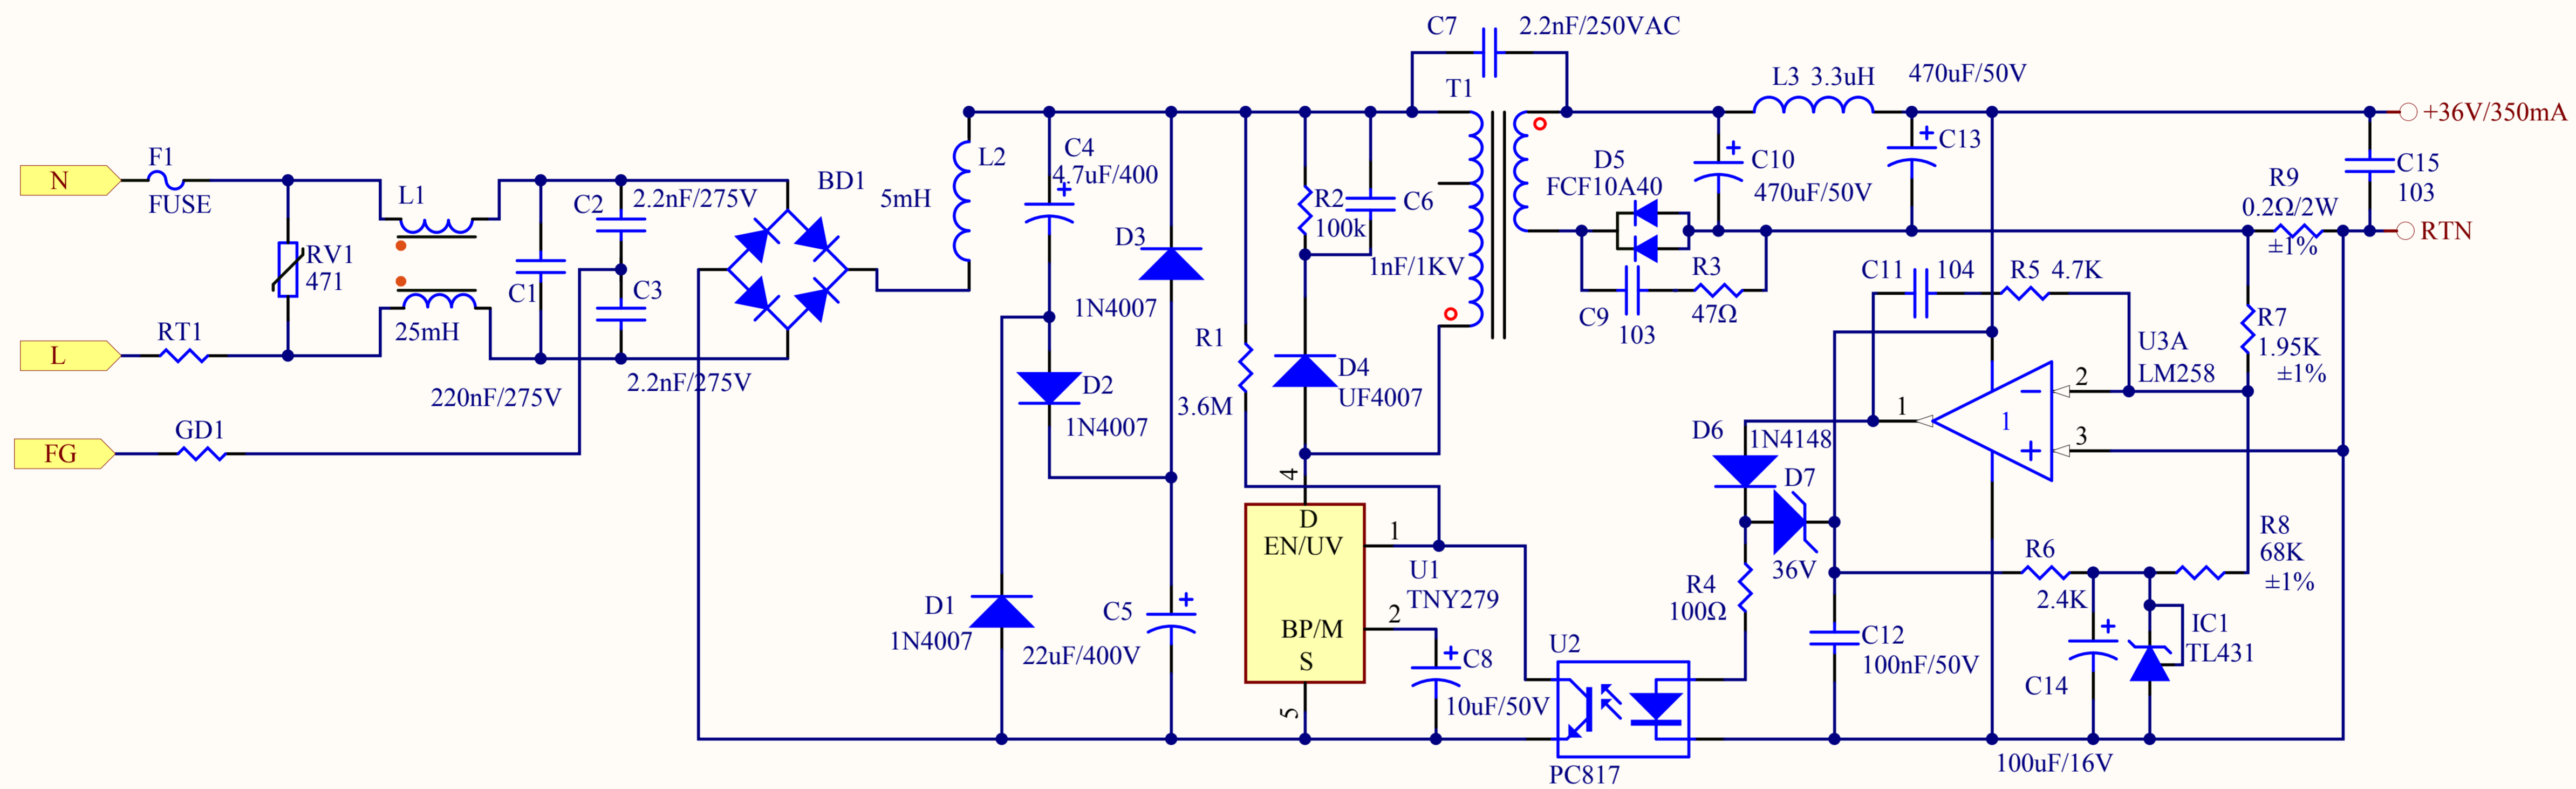 N
F1
FUSE
L
RT1
FG
GD1
RV1
471
L1
25mH
C1
220nF/275V
C2
2.2nF/275V
C3
2.2nF/275V
BD1
L2
5mH
C4
4.7uF/400
D3
1N4007
D2
1N4007
D1
1N4007
C5
22uF/400V
R1
3.6M
R2
100k
C6
1nF/1KV
D4
UF4007
C7
2.2nF/250VAC
T1
4
D
EN/UV
1
U1
TNY279
BP/M
2
S
5
C8
10uF/50V
U2
PC817
D5
FCF10A40
C9
103
R3
47Ω
C10
470uF/50V
L3 3.3uH
470uF/50V
C13
+36V/350mA
C15
103
RTN
R9
0.2Ω/2W
±1%
C11
104
R5
4.7K
R7
1.95K
±1%
U3A
LM258
2
3
1
1
D6
1N4148
D7
36V
R4
100Ω
C12
100nF/50V
R6
2.4K
R8
68K
±1%
IC1
TL431
C14
100uF/16V